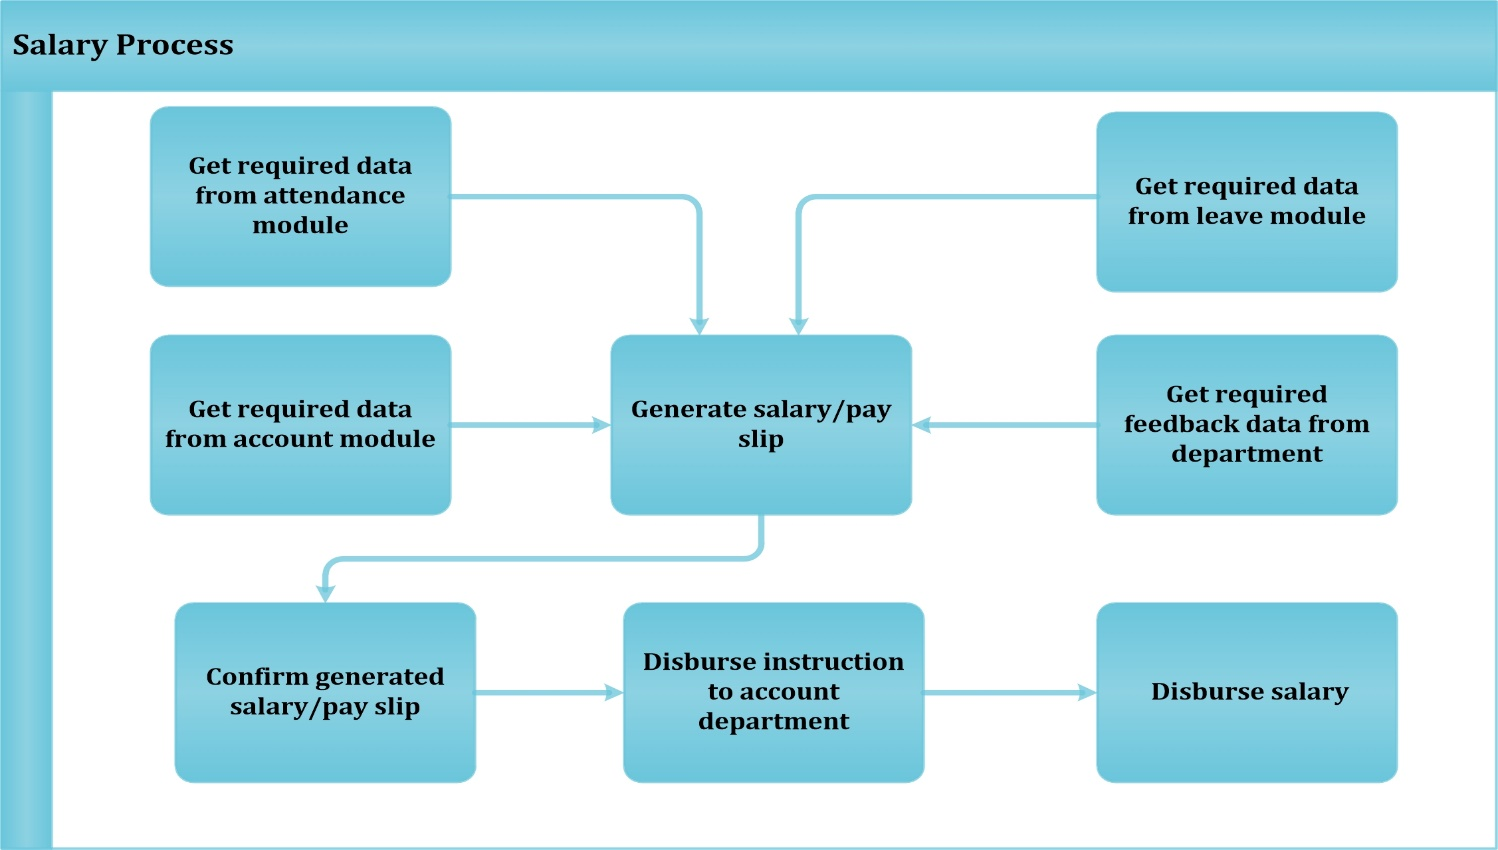 Salary Process
Get required data
from attendance
module
Get required data
from leave module
Get required data
from account module
Generate salary/pay
slip
Get required
feedback data from
department
Confirm generated
salary/pay slip
Disburse instruction
to account
department
Disburse salary